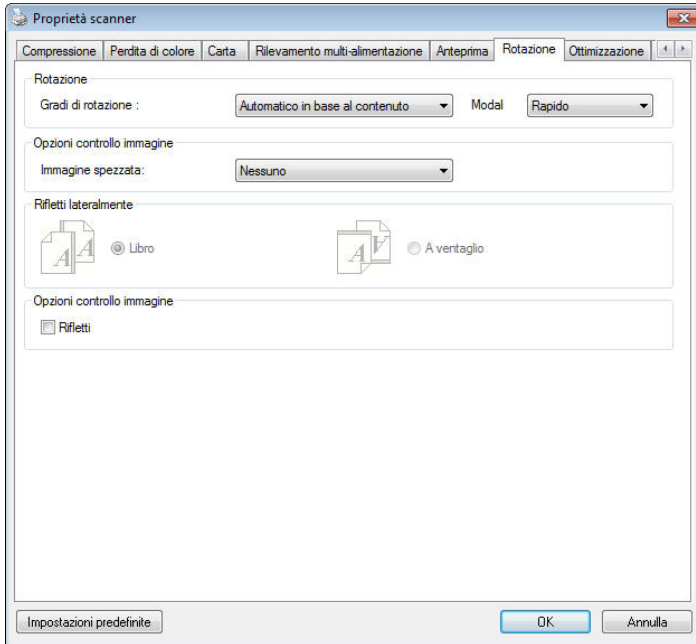 Proprietà scanner
Compressione Perdita di colore Carta Rilevamento multi-alimentazione Anteprima Rotazione Ottimizzazione
Rotazione
Gradi di rotazione : Automatico in base al contenuto Modal Rapido
Opzioni controllo immagine
Immagine spezzata: Nessuno
Rifletti lateralmente
A A Libro A A A ventaglio
Opzioni controllo immagine
Rifletti
Impostazioni predefinite OK Annulla